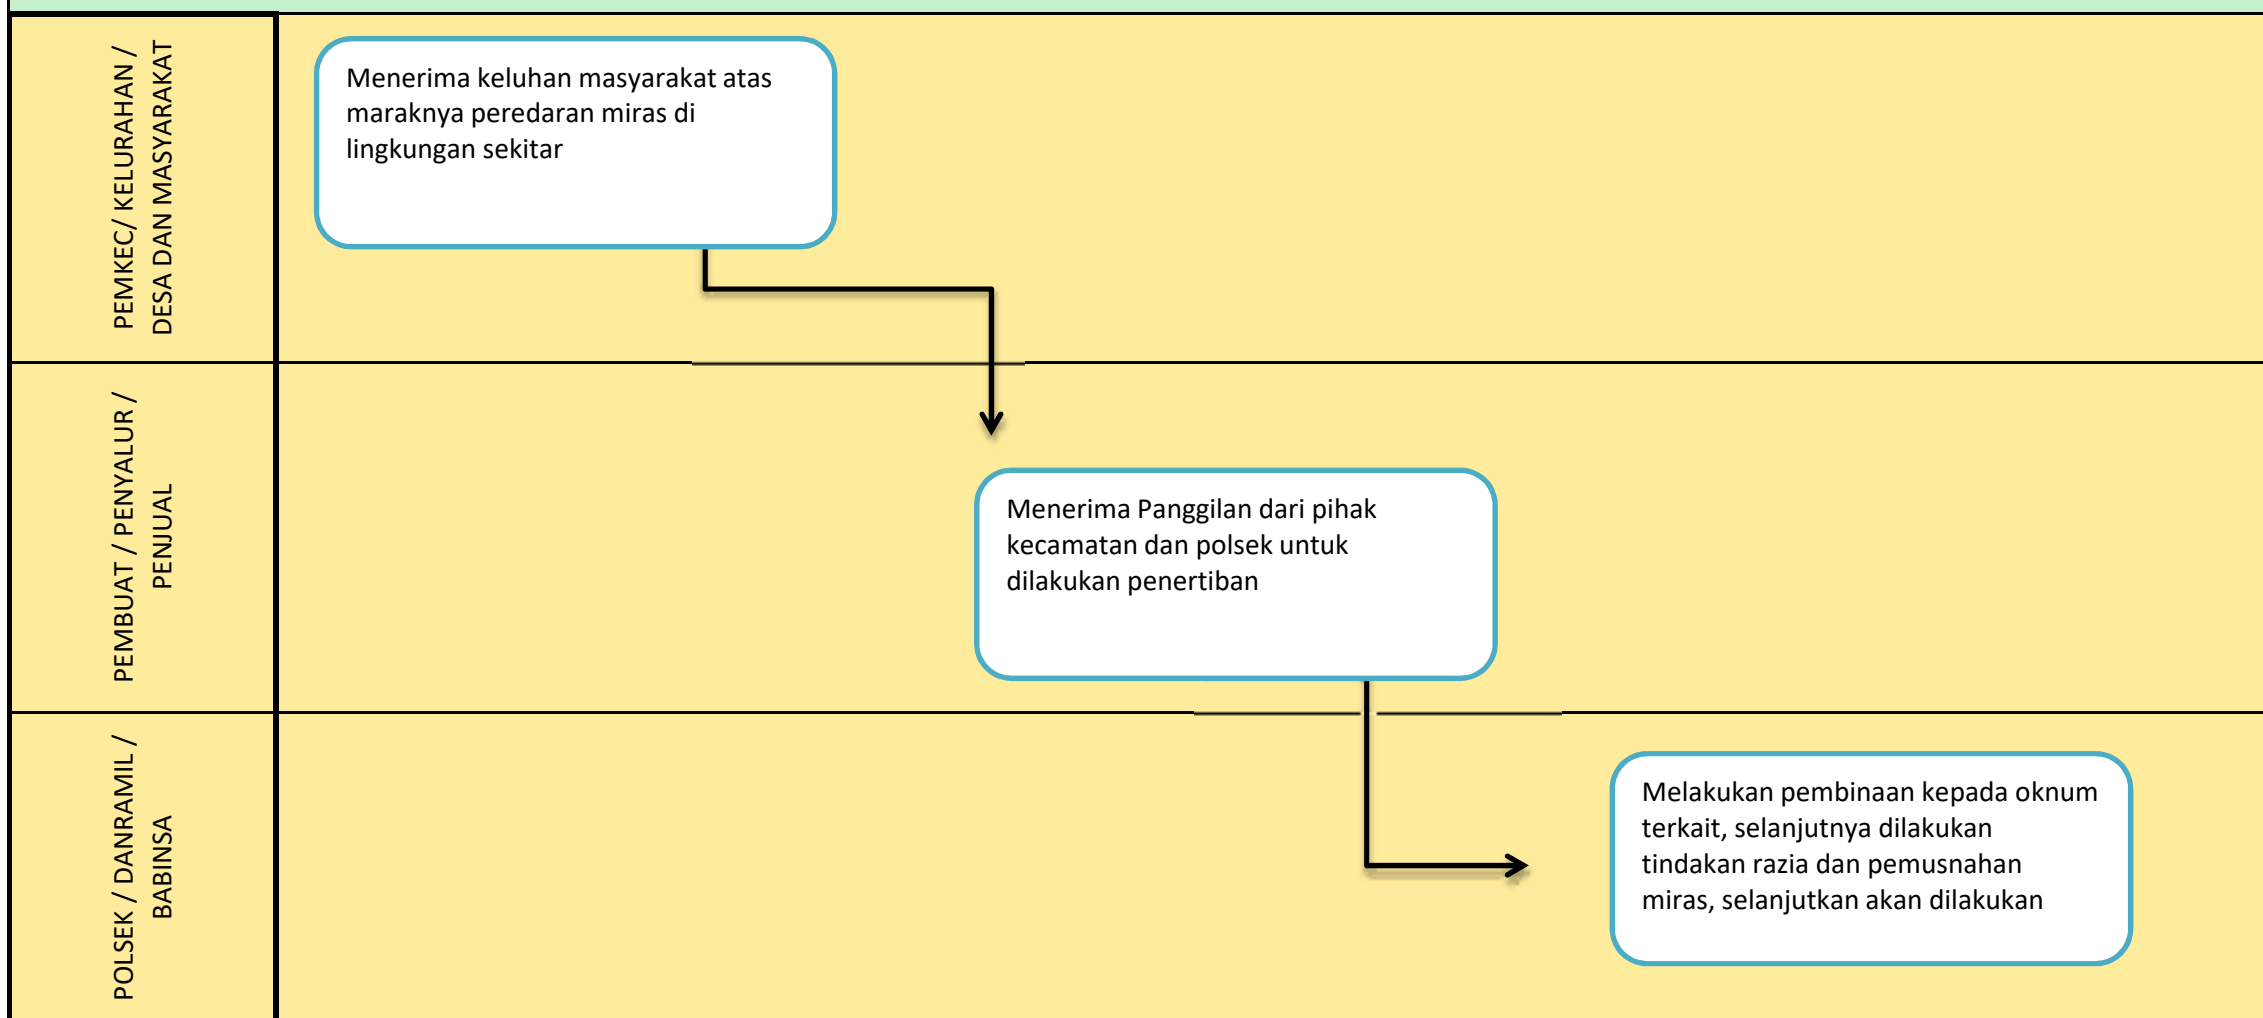 PEMKEC/ KELURAHAN /
DESA DAN MASYARAKAT
Menerima keluhan masyarakat atas
maraknya peredaran miras di
lingkungan sekitar
PEMBUAT / PENYALUR /
PENJUAL
Menerima Panggilan dari pihak
kecamatan dan polsek untuk
dilakukan penertiban
POLSEK / DANRAMIL /
BABINSA
Melakukan pembinaan kepada oknum
terkait, selanjutnya dilakukan
tindakan razia dan pemusnahan
miras, selanjutkan akan dilakukan